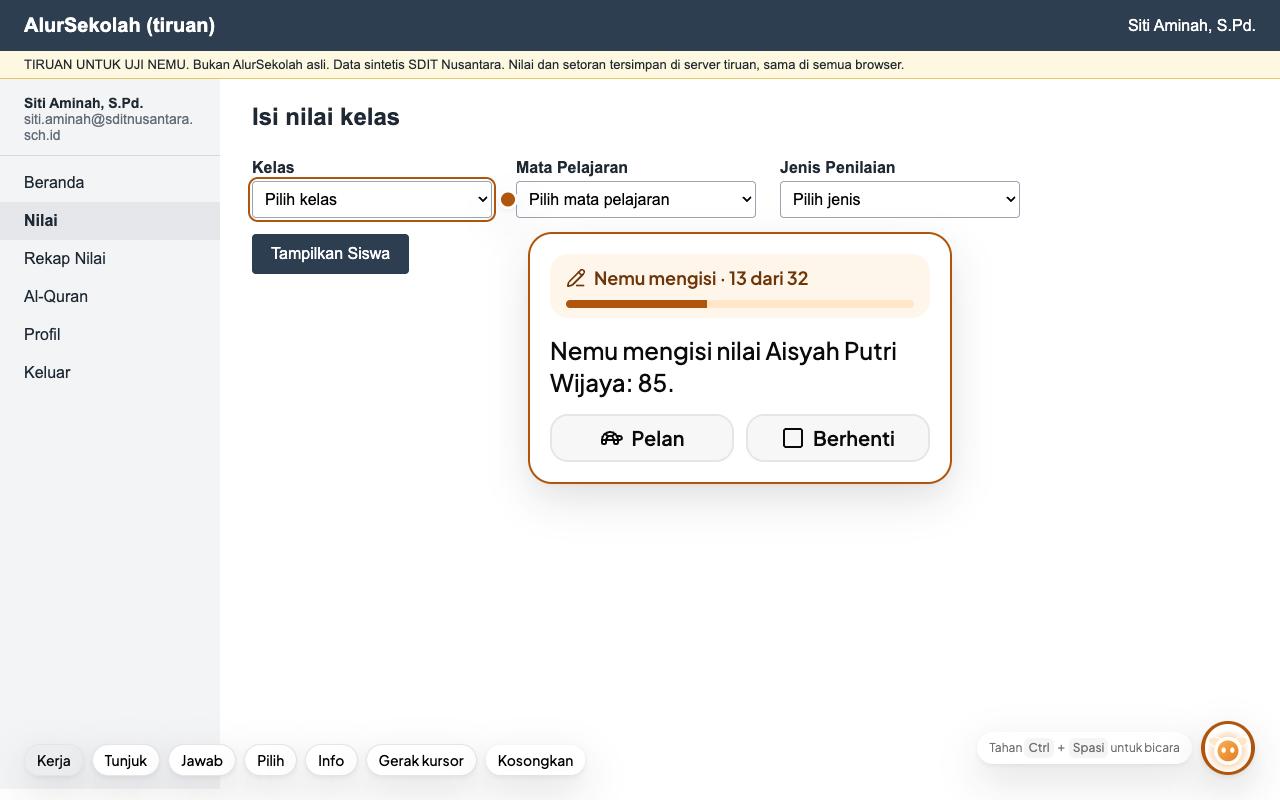 AlurSekolah (tiruan)
Siti Aminah, S.Pd.
TIRUAN UNTUK UJI NEMU. Bukan AlurSekolah asli. Data sintetis SDIT Nusantara. Nilai dan setoran tersimpan di server tiruan, sama di semua browser.
Siti Aminah, S.Pd.
siti.aminah@sditnusantara.
sch.id
Beranda
Nilai
Rekap Nilai
Al-Quran
Profil
Keluar
Isi nilai kelas
Kelas
Mata Pelajaran
Jenis Penilaian
Pilih kelas
Pilih mata pelajaran
Pilih jenis
Tampilkan Siswa
Nemu mengisi · 13 dari 32
Nemu mengisi nilai Aisyah Putri
Wijaya: 85.
Pelan
Berhenti
Kerja
Tunjuk
Jawab
Pilih
Info
Gerak kursor
Kosongkan
Tahan Ctrl + Spasi untuk bicara